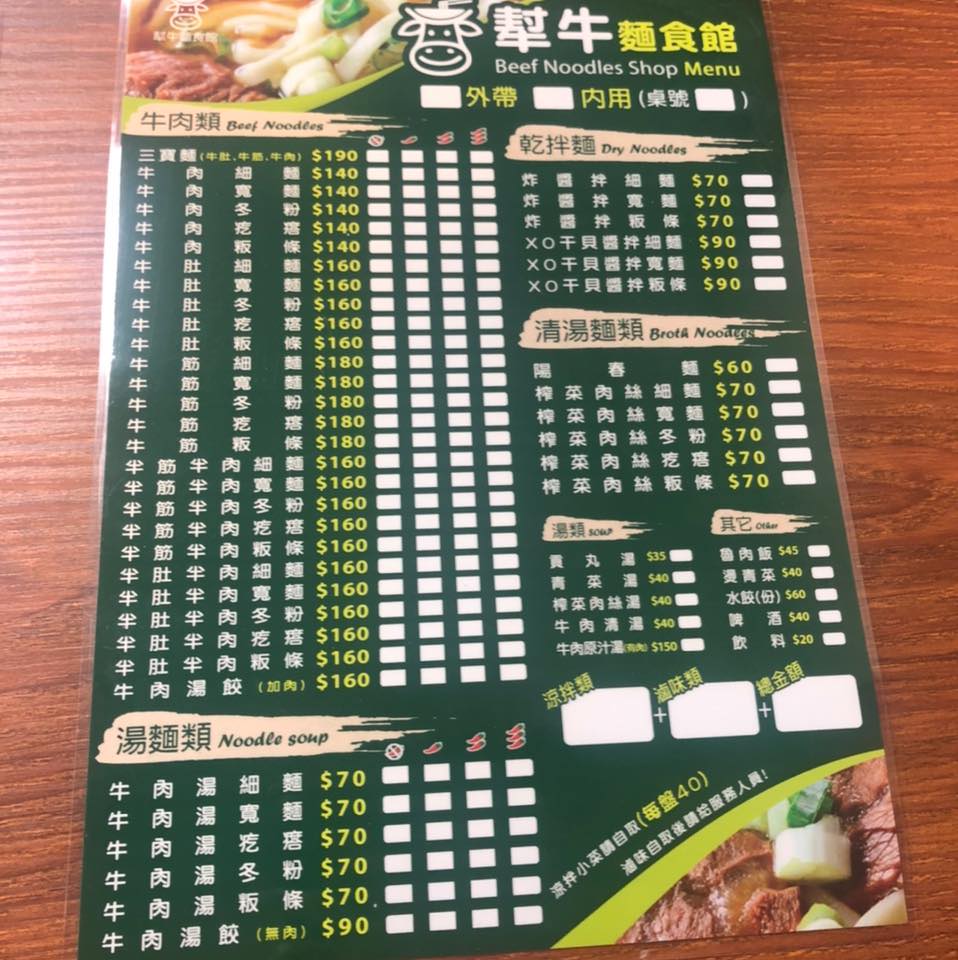 犁牛麵食館
犁牛 麵食館
Beef Noodles Shop Menu
外帶 內用 (桌號 )
牛肉類 Beef Noodles
三寶麵(牛肚.牛筋.牛肉) $190
牛肉細麵 $140
牛肉寬麵 $140
牛肉冬粉 $140
牛肉疙瘩 $140
牛肉粄條 $140
牛肚細麵 $160
牛肚寬麵 $160
牛肚冬粉 $160
牛肚疙瘩 $160
牛肚粄條 $160
牛筋細麵 $180
牛筋寬麵 $180
牛筋冬粉 $180
牛筋疙瘩 $180
牛筋粄條 $180
半筋半肉細麵 $160
半筋半肉寬麵 $160
半筋半肉冬粉 $160
半筋半肉疙瘩 $160
半筋半肉粄條 $160
半肚半肉細麵 $160
半肚半肉寬麵 $160
半肚半肉冬粉 $160
半肚半肉疙瘩 $160
半肚半肉粄條 $160
牛肉湯餃(加肉) $160
湯麵類 Noodle soup
牛肉湯細麵 $70
牛肉湯寬麵 $70
牛肉湯疙瘩 $70
牛肉湯冬粉 $70
牛肉湯粄條 $70
牛肉湯餃(無肉) $90
乾拌麵 Dry Noodles
炸醬拌細麵 $70
炸醬拌寬麵 $70
炸醬拌粄條 $70
XO干貝醬拌細麵 $90
XO干貝醬拌寬麵 $90
XO干貝醬拌粄條 $90
清湯麵類 Broth Noodles
陽春麵 $60
榨菜肉絲細麵 $70
榨菜肉絲寬麵 $70
榨菜肉絲冬粉 $70
榨菜肉絲疙瘩 $70
榨菜肉絲粄條 $70
湯類 soup
貢丸湯 $35
青菜湯 $40
榨菜肉絲湯 $40
牛肉清湯 $40
牛肉原汁湯(有肉) $150
其它 Other
魯肉飯 $45
燙青菜 $40
水餃(份) $60
啤酒 $40
飲料 $20
涼拌類 + 滷味類 + 總金額
涼拌小菜請自取(每盤40)
滷味自取後請給服務人員!